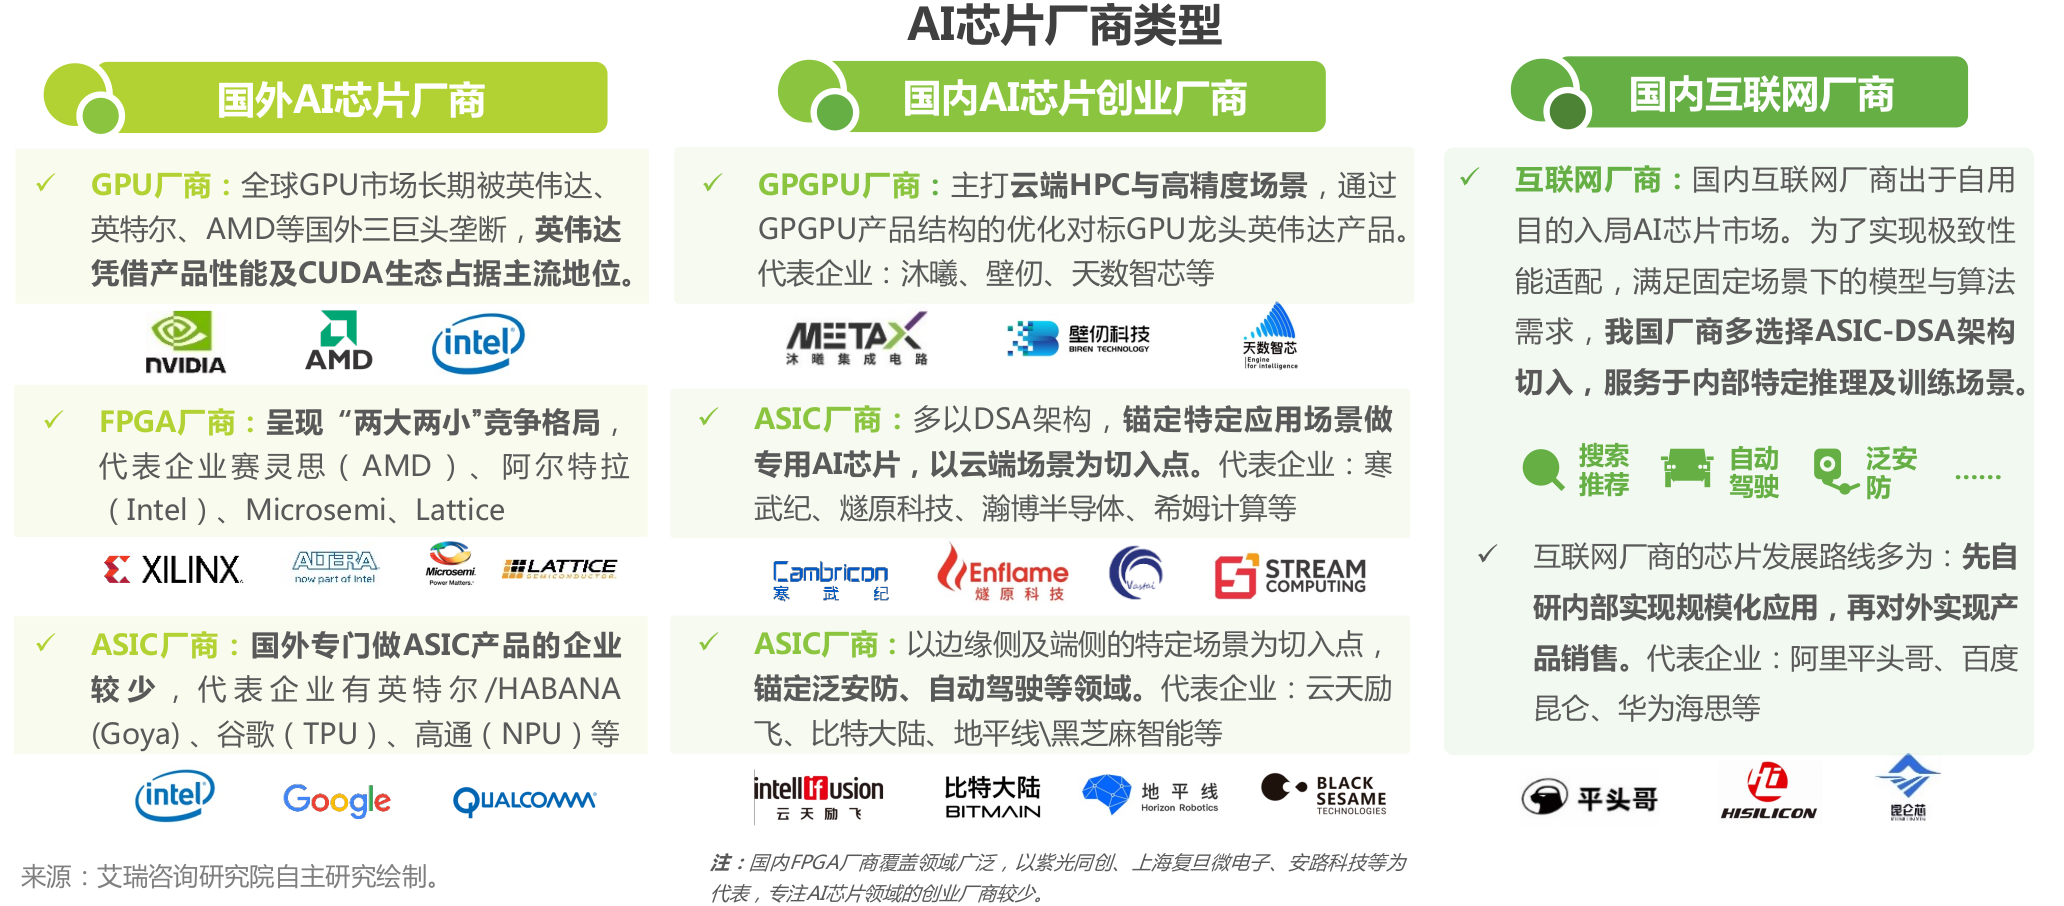 AI芯片厂商类型
国外AI芯片厂商
GPU厂商：全球GPU市场长期被英伟达、
英特尔、AMD等国外三巨头垄断，英伟达
凭借产品性能及CUDA生态占据主流地位。
NVIDIA
AMD
intel
FPGA厂商：呈现“两大两小”竞争格局，
代表企业赛灵思（AMD）、阿尔特拉
（Intel）、Microsemi、Lattice
XILINX
ALTERA
now part of Intel
Microsemi
Power Matters.
LATTICE
SEMICONDUCTOR
ASIC厂商：国外专门做ASIC产品的企业
较少，代表企业有英特尔/HABANA
(Goya)、谷歌（TPU）、高通（NPU）等
intel
Google
QUALCOMM
来源：艾瑞咨询研究院自主研究绘制。
国内AI芯片创业厂商
GPGPU厂商：主打云端HPC与高精度场景，通过
GPGPU产品结构的优化对标GPU龙头英伟达产品。
代表企业：沐曦、壁仞、天数智芯等
METAX
沐曦集成电路
壁仞科技
BIREN TECHNOLOGY
天数智芯
Engine
for intelligence
ASIC厂商：多以DSA架构，锚定特定应用场景做
专用AI芯片，以云端场景为切入点。代表企业：寒
武纪、燧原科技、瀚博半导体、希姆计算等
Cambricon
寒武纪
Enflame
燧原科技
Vastai
STREAM
COMPUTING
ASIC厂商：以边缘侧及端侧的特定场景为切入点，
锚定泛安防、自动驾驶等领域。代表企业：云天励
飞、比特大陆、地平线\黑芝麻智能等
intellifusion
云天励飞
比特大陆
BITMAIN
地平线
Horizon Robotics
BLACK
SESAME
TECHNOLOGIES
注：国内FPGA厂商覆盖领域广泛，以紫光同创、上海复旦微电子、安路科技等为
代表，专注AI芯片领域的创业厂商较少。
国内互联网厂商
互联网厂商：国内互联网厂商出于自用
目的入局AI芯片市场。为了实现极致性
能适配，满足固定场景下的模型与算法
需求，我国厂商多选择ASIC-DSA架构
切入，服务于内部特定推理及训练场景。
搜索
推荐
自动
驾驶
泛安
防
……
互联网厂商的芯片发展路线多为：先自
研内部实现规模化应用，再对外实现产
品销售。代表企业：阿里平头哥、百度
昆仑、华为海思等
平头哥
Hi
HISILICON
昆仑芯